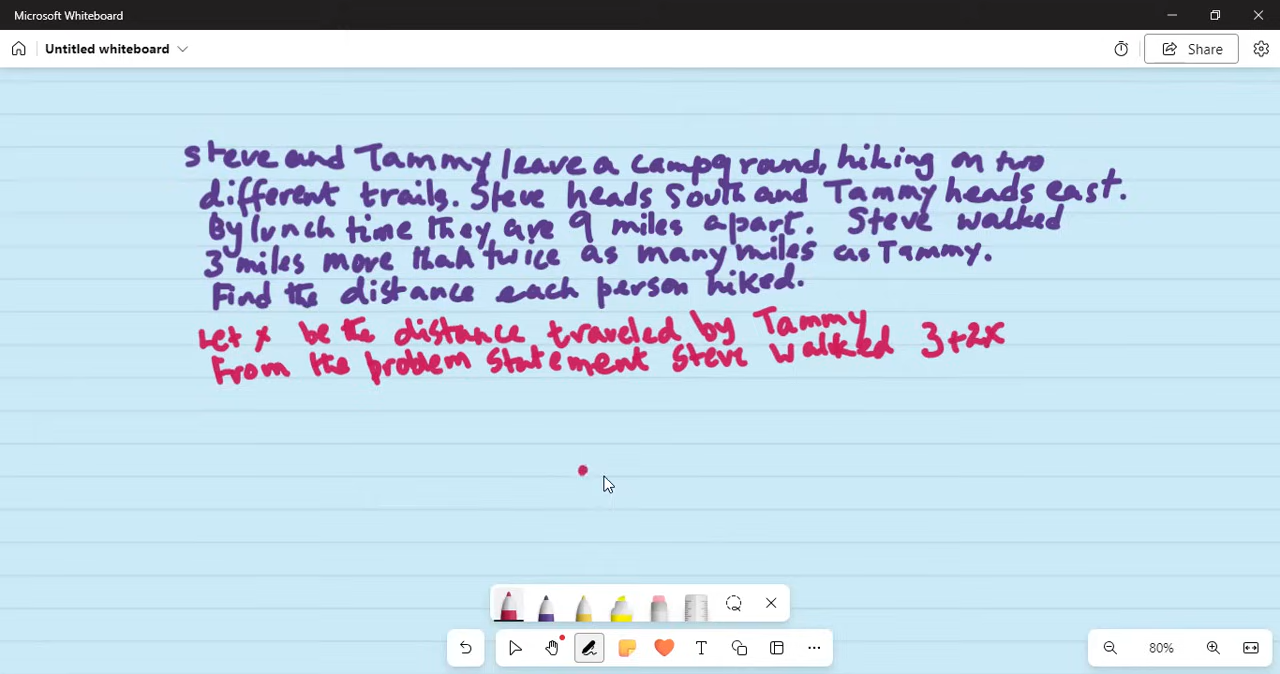 Microsoft Whiteboard
Untitled whiteboard
Share
Steve and Tammy leave a campground, hiking on two
different trails. Steve heads South and Tammy heads east.
By lunch time they are 9 miles apart. Steve walked
3 miles more than twice as many miles as Tammy.
Find the distance each person hiked.
Let x be the distance traveled by Tammy
From the problem statement Steve walked 3+2x
80%